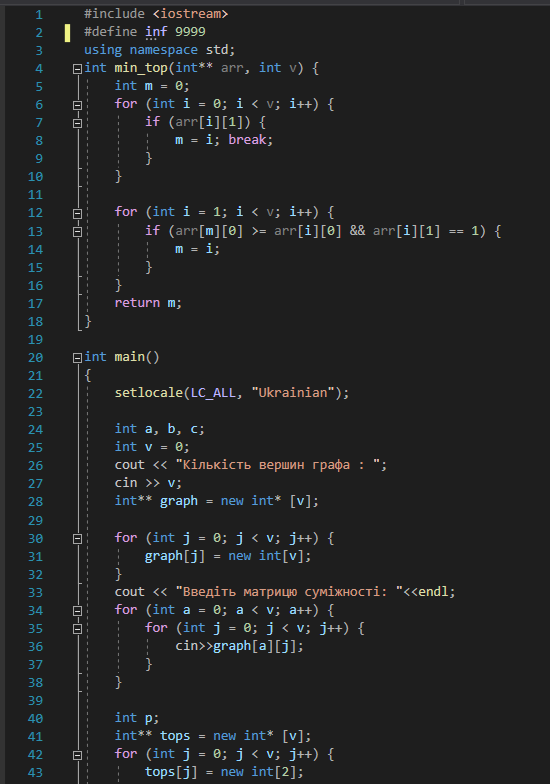 1 #include <iostream>
2 #define inf 9999
3 using namespace std;
4 int min_top(int** arr, int v) {
5 int m = 0;
6 for (int i = 0; i < v; i++) {
7 if (arr[i][1]) {
8 m = i; break;
9 }
10 }
11
12 for (int i = 1; i < v; i++) {
13 if (arr[m][0] >= arr[i][0] && arr[i][1] == 1) {
14 m = i;
15 }
16 }
17 return m;
18 }
19
20 int main()
21 {
22 setlocale(LC_ALL, "Ukrainian");
23
24 int a, b, c;
25 int v = 0;
26 cout << "Кількість вершин графа : ";
27 cin >> v;
28 int** graph = new int* [v];
29
30 for (int j = 0; j < v; j++) {
31 graph[j] = new int[v];
32 }
33 cout << "Введіть матрицю суміжності: "<<endl;
34 for (int a = 0; a < v; a++) {
35 for (int j = 0; j < v; j++) {
36 cin>>graph[a][j];
37 }
38 }
39
40 int p;
41 int** tops = new int* [v];
42 for (int j = 0; j < v; j++) {
43 tops[j] = new int[2];